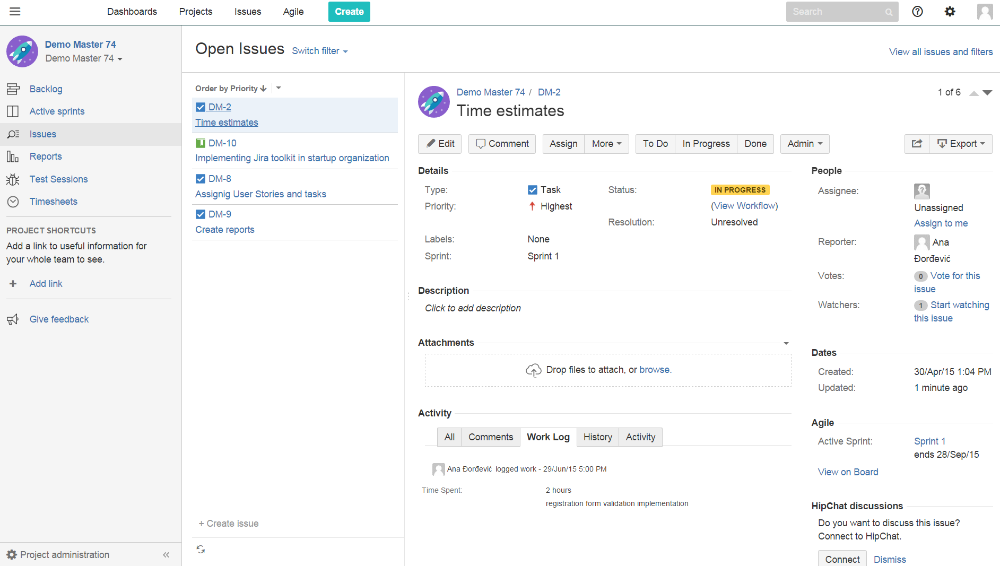 Dashboards Projects Issues Agile Create Search
Demo Master 74
Demo Master 74
Backlog
Active sprints
Issues
Reports
Test Sessions
Timesheets
PROJECT SHORTCUTS
Add a link to useful information for
your whole team to see.
+ Add link
Give feedback
Project administration «
Open Issues Switch filter
View all issues and filters
Order by Priority
DM-2
Time estimates
DM-10
Implementing Jira toolkit in startup organization
DM-8
Assignig User Stories and tasks
DM-9
Create reports
+ Create issue
Demo Master 74 / DM-2
1 of 6
Time estimates
Edit Comment Assign More To Do In Progress Done Admin Export
Details
Type: Task
Priority: Highest
Labels: None
Sprint: Sprint 1
Status: IN PROGRESS
(View Workflow)
Resolution: Unresolved
Description
Click to add description
Attachments
Drop files to attach, or browse.
Activity
All Comments Work Log History Activity
Ana Đorđević logged work - 29/Jun/15 5:00 PM
Time Spent: 2 hours
registration form validation implementation
People
Assignee:
Unassigned
Assign to me
Reporter: Ana
Đorđević
Votes: 0 Vote for this
issue
Watchers: 1 Start watching
this issue
Dates
Created: 30/Apr/15 1:04 PM
Updated: 1 minute ago
Agile
Active Sprint: Sprint 1
ends 28/Sep/15
View on Board
HipChat discussions
Do you want to discuss this issue?
Connect to HipChat.
Connect Dismiss